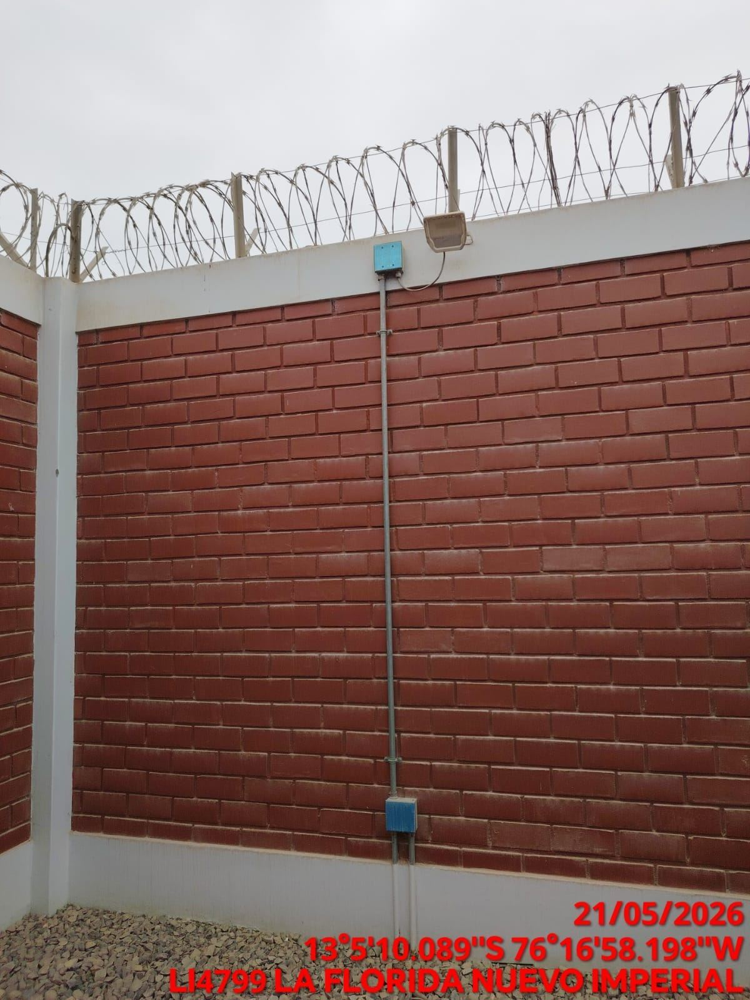 21/05/2026
13°5'10.089"S 76°16'58.198"W
LI4799 LA FLORIDA NUEVO IMPERIAL